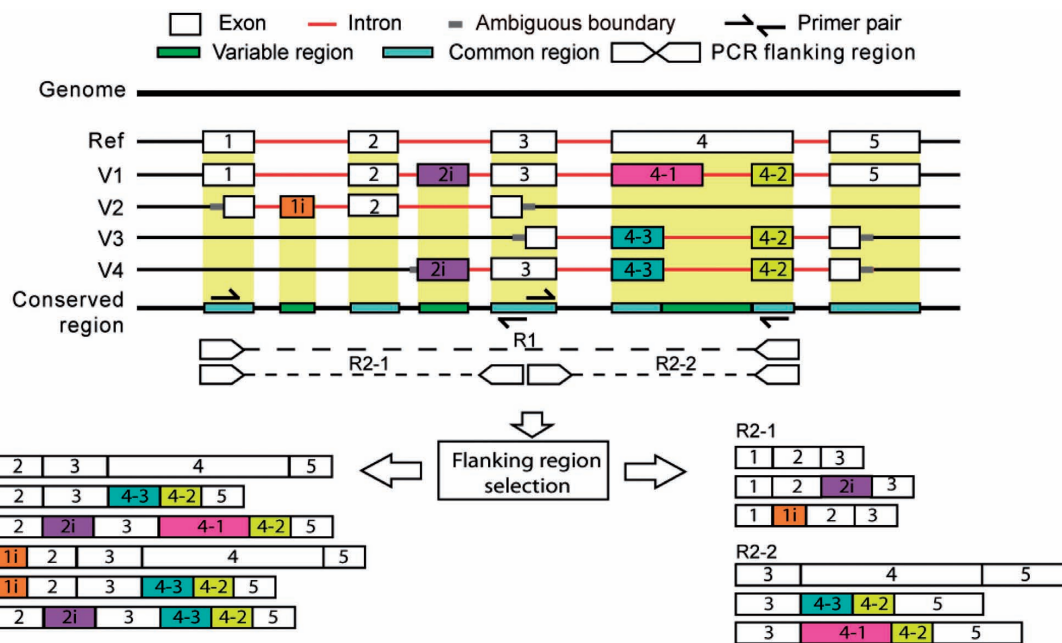 Exon Intron Ambiguous boundary Primer pair
Variable region Common region PCR flanking region
Genome
Ref 1 2 3 4 5
V1 1 2 2i 3 4-1 4-2 5
V2 1i 2
V3 4-3 4-2
V4 2i 3 4-3 4-2
Conserved
region
R1
R2-1 R2-2
Flanking region
selection
2 3 4 5
2 3 4-3 4-2 5
2 2i 3 4-1 4-2 5
1i 2 3 4 5
1i 2 3 4-3 4-2 5
2 2i 3 4-3 4-2 5
R2-1
1 2 3
1 2 2i 3
1 1i 2 3
R2-2
3 4 5
3 4-3 4-2 5
3 4-1 4-2 5